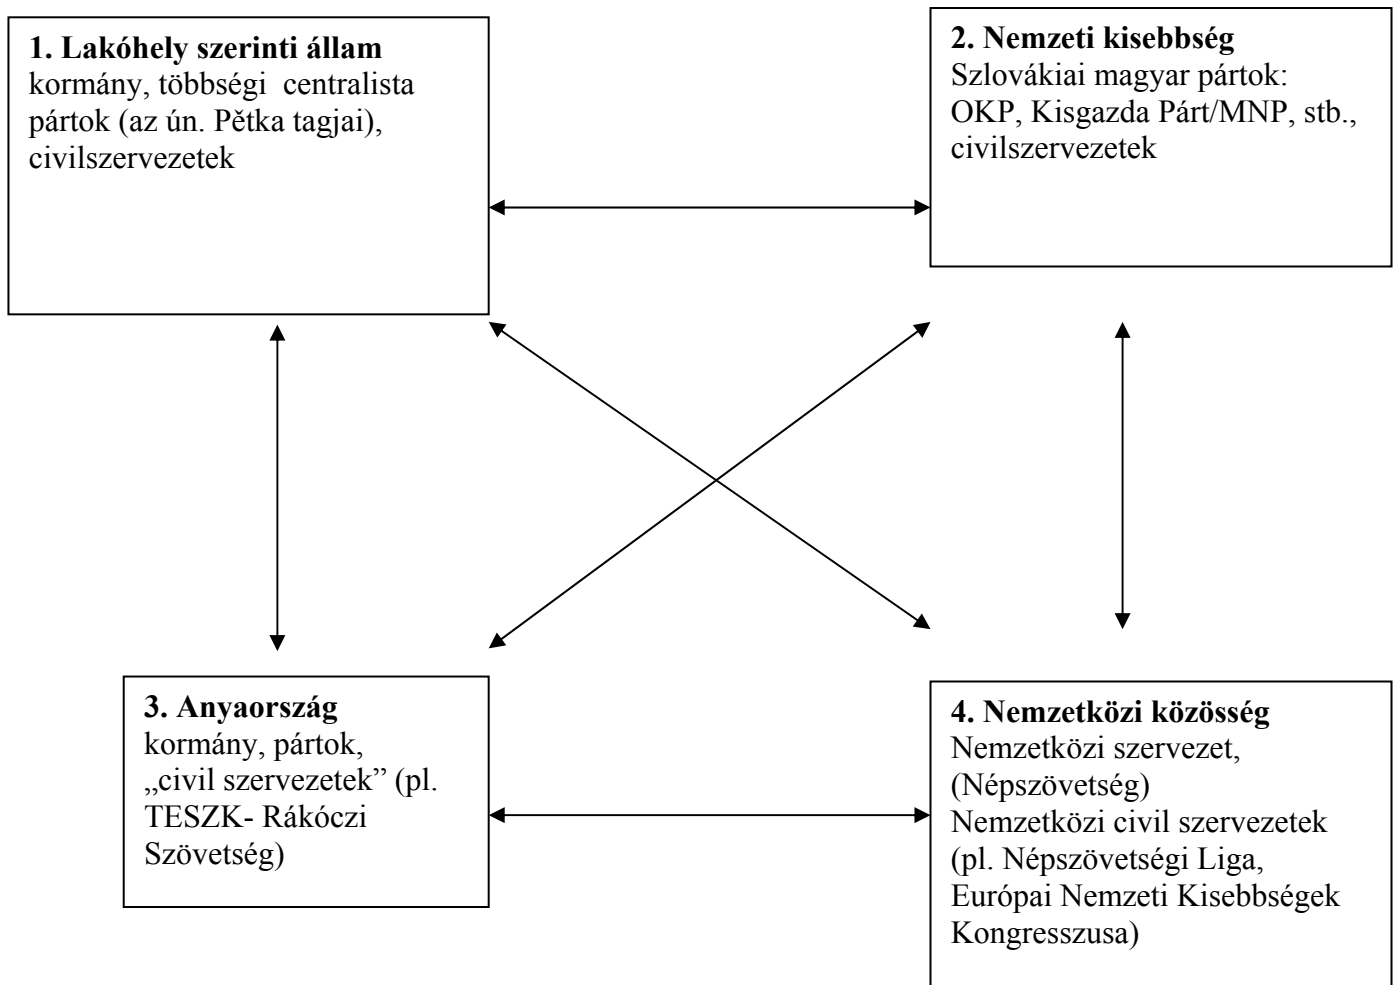 1. Lakóhely szerinti állam
kormány, többségi centralista
pártok (az ún. Pětka tagjai),
civilszervezetek
2. Nemzeti kisebbség
Szlovákiai magyar pártok:
OKP, Kisgazda Párt/MNP, stb.,
civilszervezetek
3. Anyaország
kormány, pártok,
„civil szervezetek” (pl.
TESZK- Rákóczi
Szövetség)
4. Nemzetközi közösség
Nemzetközi szervezet,
(Népszövetség)
Nemzetközi civil szervezetek
(pl. Népszövetségi Liga,
Európai Nemzeti Kisebbségek
Kongresszusa)